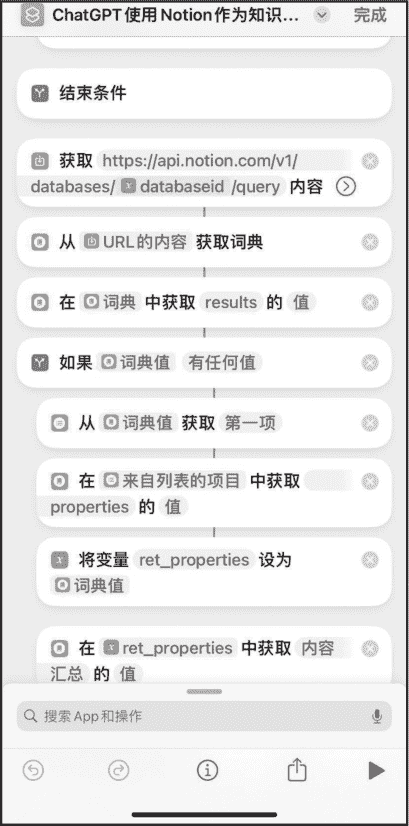 ChatGPT使用Notion作为知识... 完成
结束条件
获取 https://api.notion.com/v1/
databases/ databaseid /query 内容
从 URL的内容 获取词典
在 词典 中获取 results 的 值
如果 词典值 有任何值
从 词典值 获取 第一项
在 来自列表的项目 中获取
properties 的 值
将变量 ret_properties 设为
词典值
在 ret_properties 中获取 内容
汇总 的 值
搜索App和操作